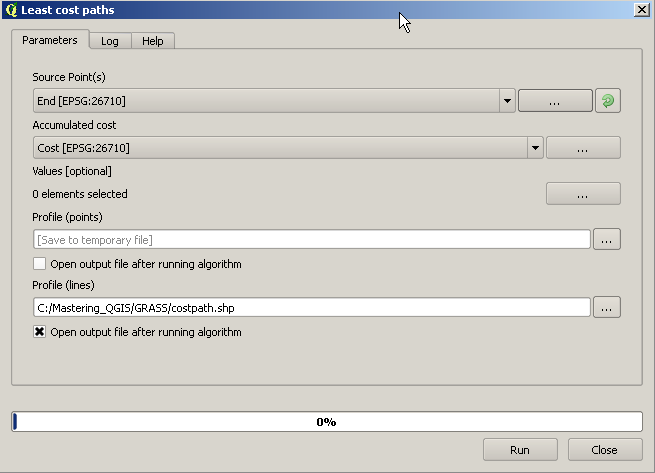 Least cost paths
Parameters Log Help
Source Point(s)
End [EPSG:26710] ...
Accumulated cost
Cost [EPSG:26710] ...
Values [optional]
0 elements selected ...
Profile (points)
[Save to temporary file] ...
Open output file after running algorithm
Profile (lines)
C:/Mastering_QGIS/GRASS/costpath.shp ...
Open output file after running algorithm
0%
Run Close